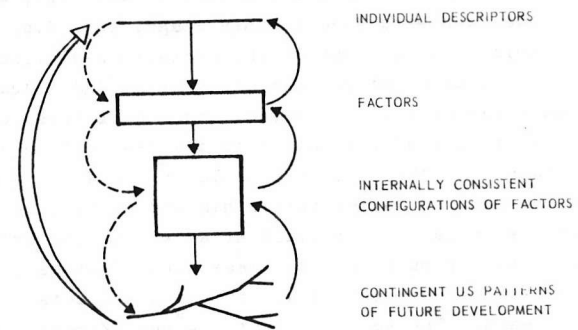 INDIVIDUAL DESCRIPTORS
FACTORS
INTERNALLY CONSISTENT
CONFIGURATIONS OF FACTORS
CONTINGENT US PATTERNS
OF FUTURE DEVELOPMENT